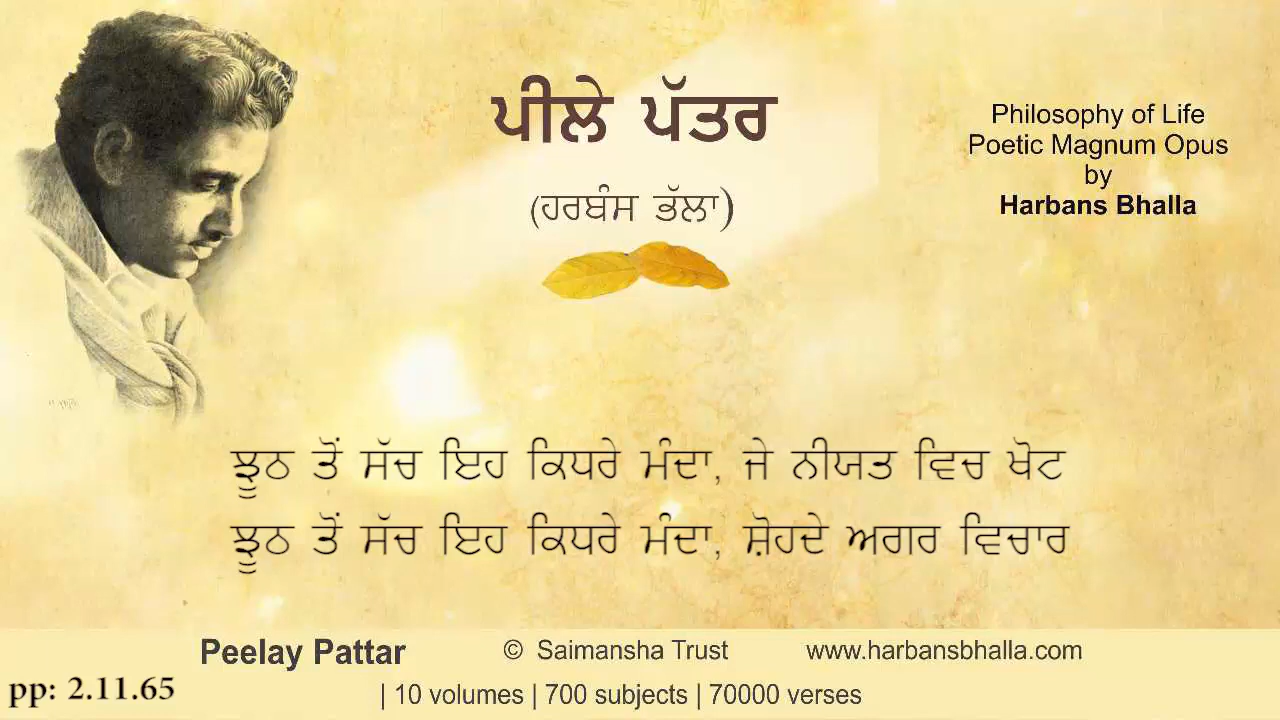 ਪੀਲੇ ਪੱਤਰ
(ਹਰਬੰਸ ਭੱਲਾ)
Philosophy of Life
Poetic Magnum Opus
by
Harbans Bhalla
ਝੂਠ ਤੋਂ ਸੱਚ ਇਹ ਕਿਧਰੇ ਮੰਦਾ, ਜੇ ਨੀਯਤ ਵਿਚ ਖੋਟ
ਝੂਠ ਤੋਂ ਸੱਚ ਇਹ ਕਿਧਰੇ ਮੰਦਾ, ਸ਼ੋਹਦੇ ਅਗਰ ਵਿਚਾਰ
Peelay Pattar © Saimansha Trust www.harbansbhalla.com
pp: 2.11.65 | 10 volumes | 700 subjects | 70000 verses